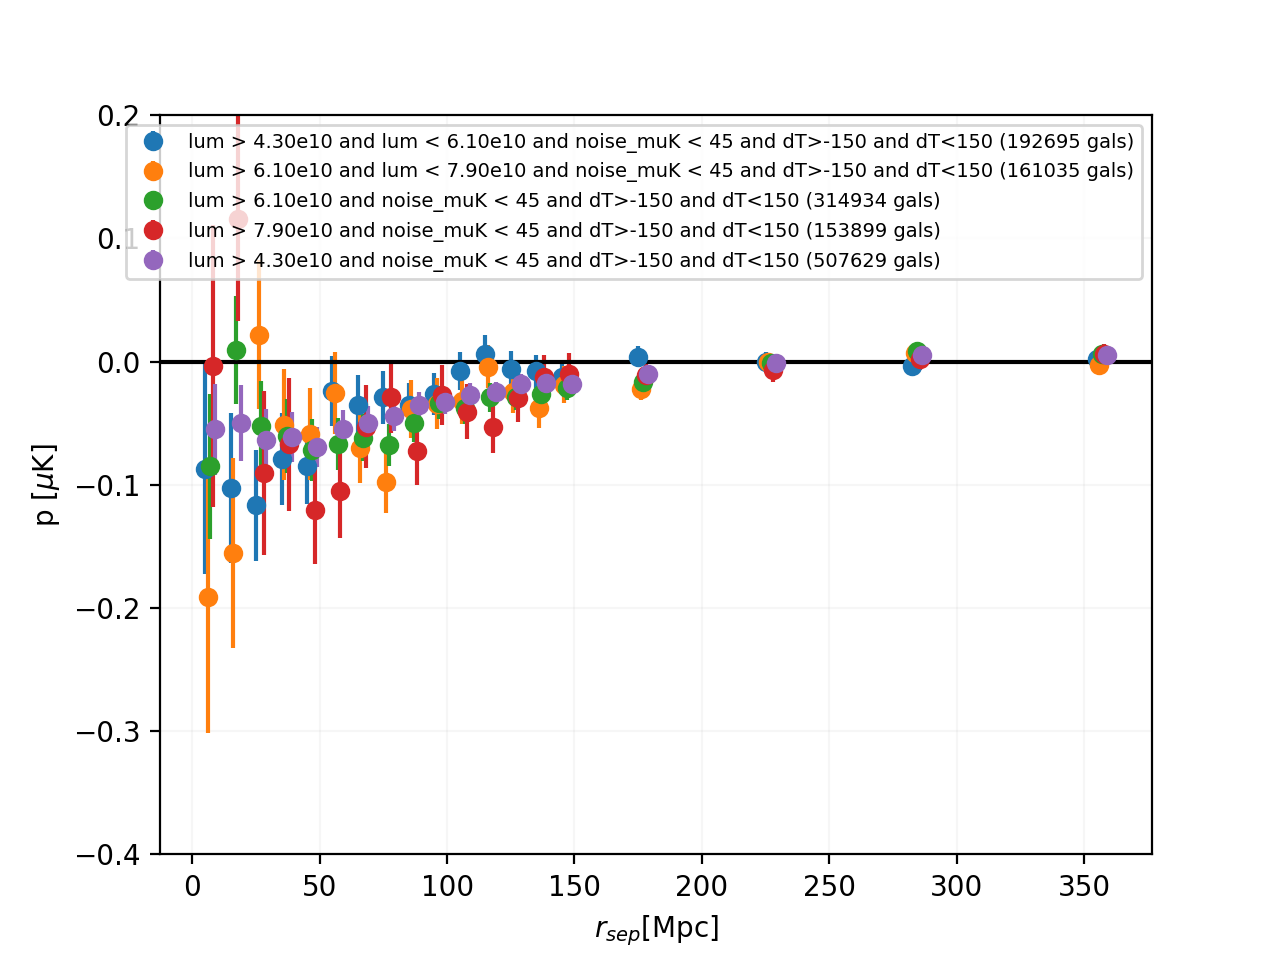 0.2
lum > 4.30e10 and lum < 6.10e10 and noise_muK < 45 and dT>-150 and dT<150 (192695 gals)
lum > 6.10e10 and lum < 7.90e10 and noise_muK < 45 and dT>-150 and dT<150 (161035 gals)
lum > 6.10e10 and noise_muK < 45 and dT>-150 and dT<150 (314934 gals)
lum > 7.90e10 and noise_muK < 45 and dT>-150 and dT<150 (153899 gals)
lum > 4.30e10 and noise_muK < 45 and dT>-150 and dT<150 (507629 gals)
0.1
0.0
−0.1
−0.2
−0.3
−0.4
p [μK]
0 50 100 150 200 250 300 350
r_sep[Mpc]